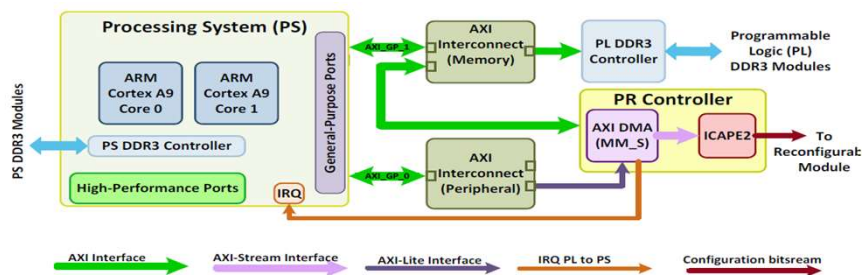 Processing System (PS)
ARM
Cortex A9
Core 0
ARM
Cortex A9
Core 1
PS DDR3 Modules
PS DDR3 Controller
High-Performance Ports
IRQ
General-Purpose Ports
AXI_GP_1
AXI_GP_0
AXI
Interconnect
(Memory)
PL DDR3
Controller
Programmable
Logic (PL)
DDR3 Modules
PR Controller
AXI DMA
(MM_S)
ICAPE2
To
Reconfigurable
Module
AXI
Interconnect
(Peripheral)
AXI Interface
AXI-Stream Interface
AXI-Lite Interface
IRQ PL to PS
Configuration bitsream